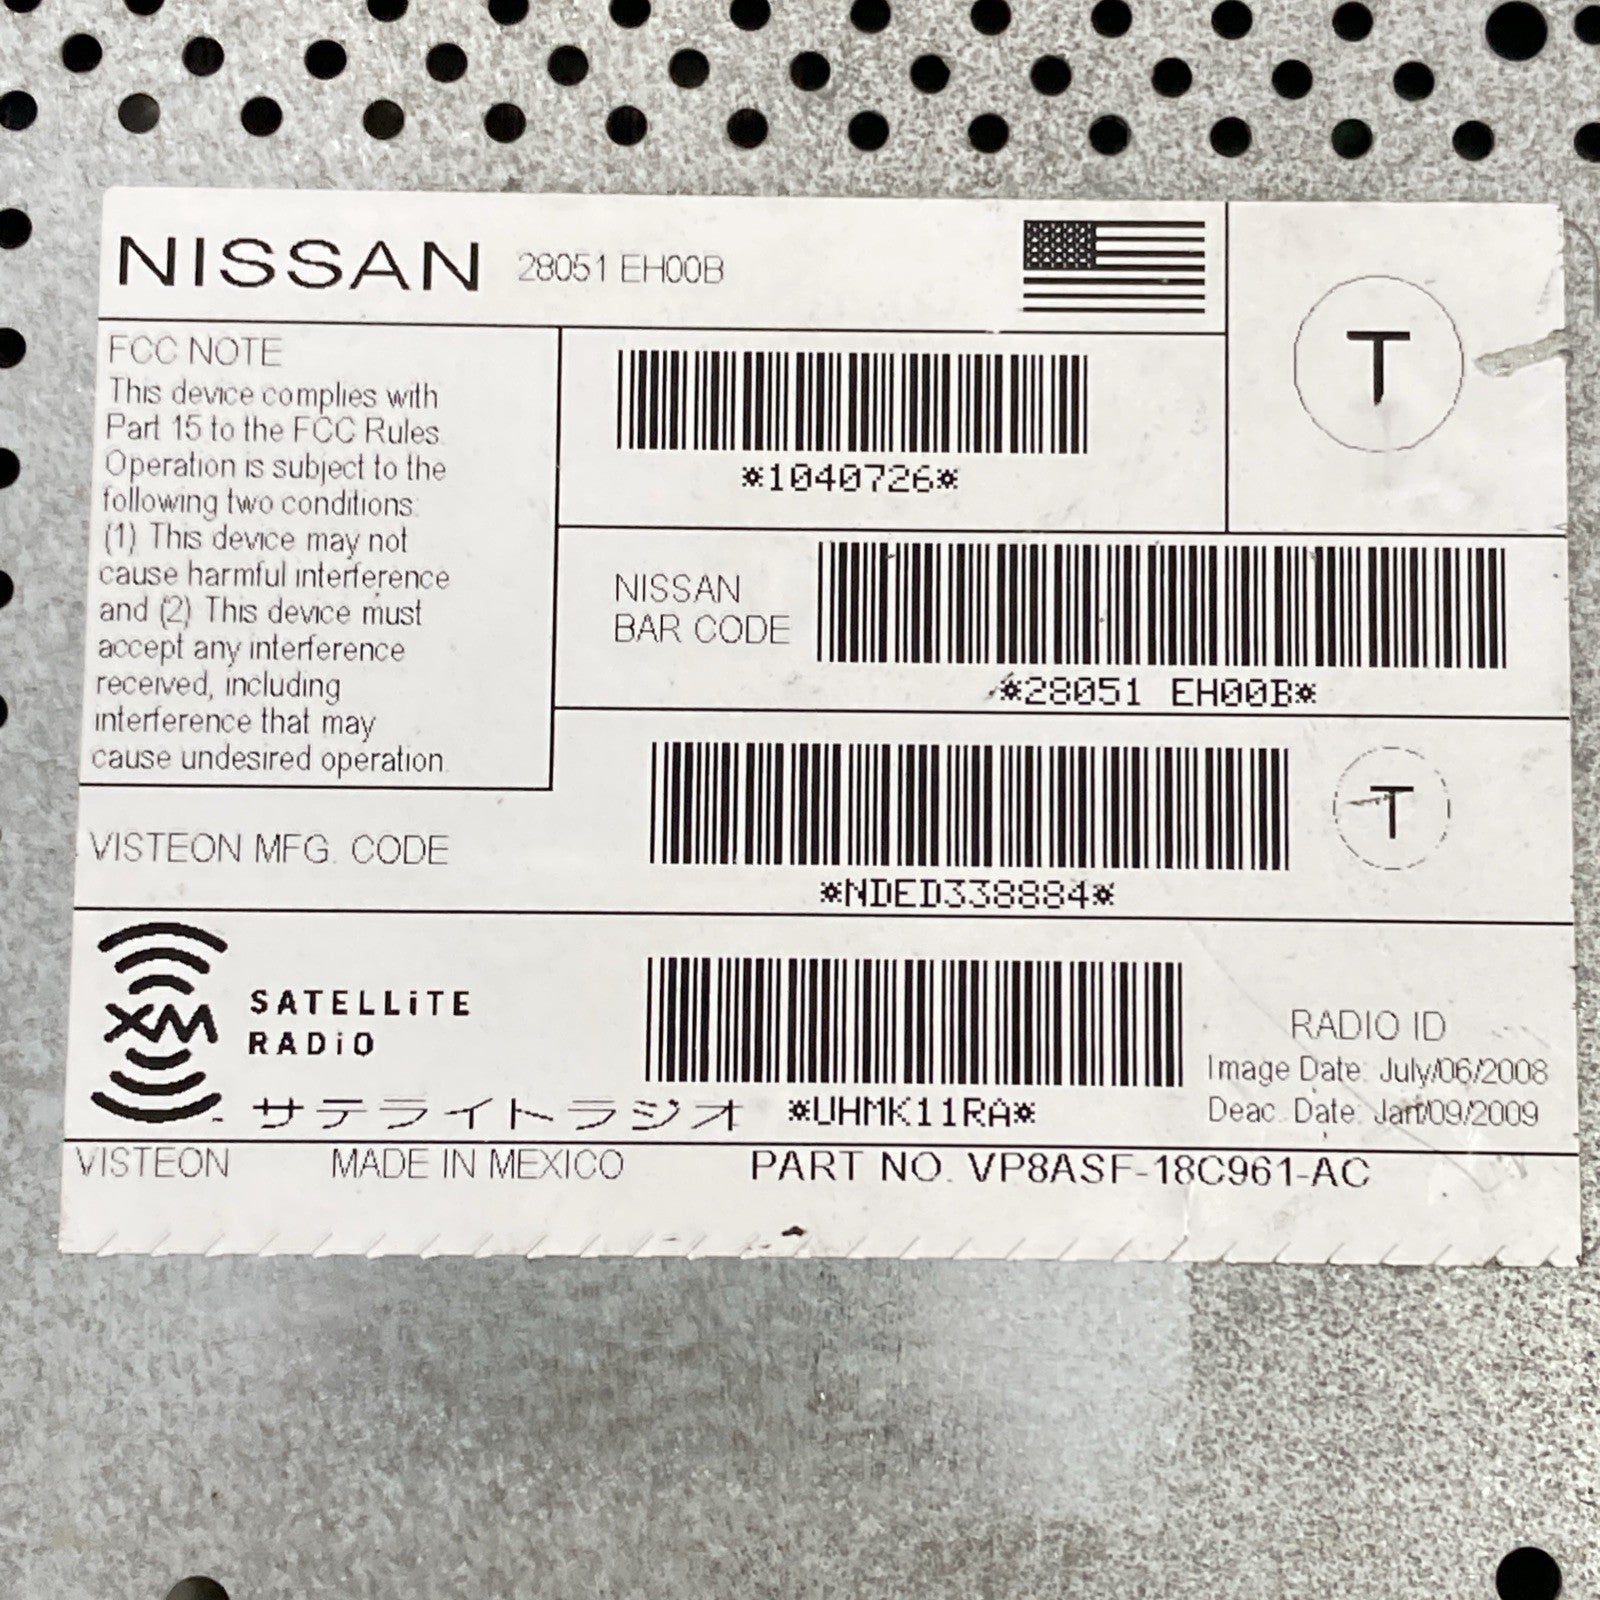 NISSAN 28051 EH00B
T
FCC NOTE
This device complies with
Part 15 to the FCC Rules.
Operation is subject to the
following two conditions:
(1) This device may not
cause harmful interference
and (2) This device must
accept any interference
received, including
interference that may
cause undesired operation.
*1040726*
NISSAN
BAR CODE
*28051 EH00B*
VISTEON MFG. CODE
*NDED338884*
T
XM
SATELLiTE
RADiO
サテライトラジオ
*UHMK11RA*
RADIO ID
Image Date: July/06/2008
Deac. Date: Jan/09/2009
VISTEON MADE IN MEXICO PART NO. VP8ASF-18C961-AC